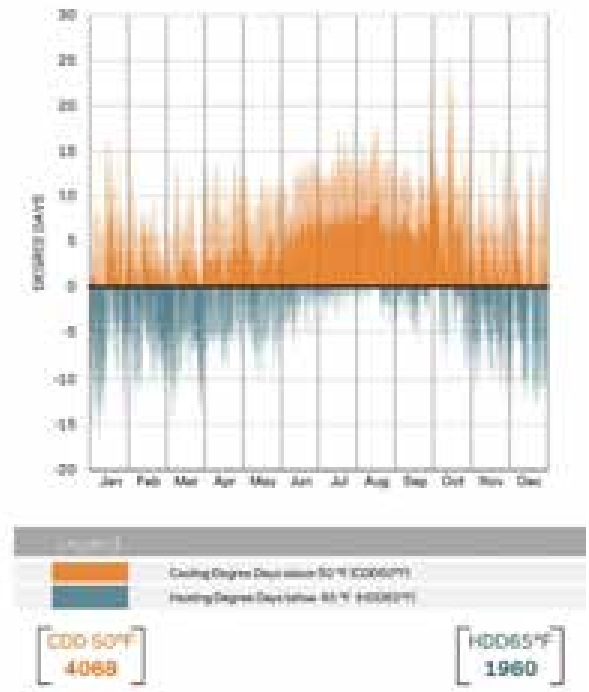 30
25
20
15
10
5
0
-5
-10
-15
-20
DEGREE DAYS
Jan Feb Mar Apr May Jun Jul Aug Sep Oct Nov Dec
Cooling Degree Days above 50 °F (CDD50°F)
Heating Degree Days below 65 °F (HDD65°F)
CDD 50°F
HDD65°F
1960